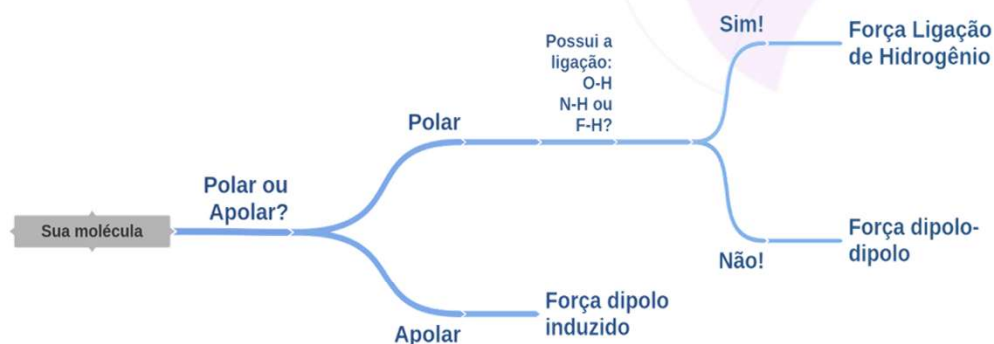 Sua molécula
Polar ou
Apolar?
Polar
Possui a
ligação:
O-H
N-H ou
F-H?
Sim!
Força Ligação
de Hidrogênio
Não!
Força dipolo-
dipolo
Apolar
Força dipolo
induzido